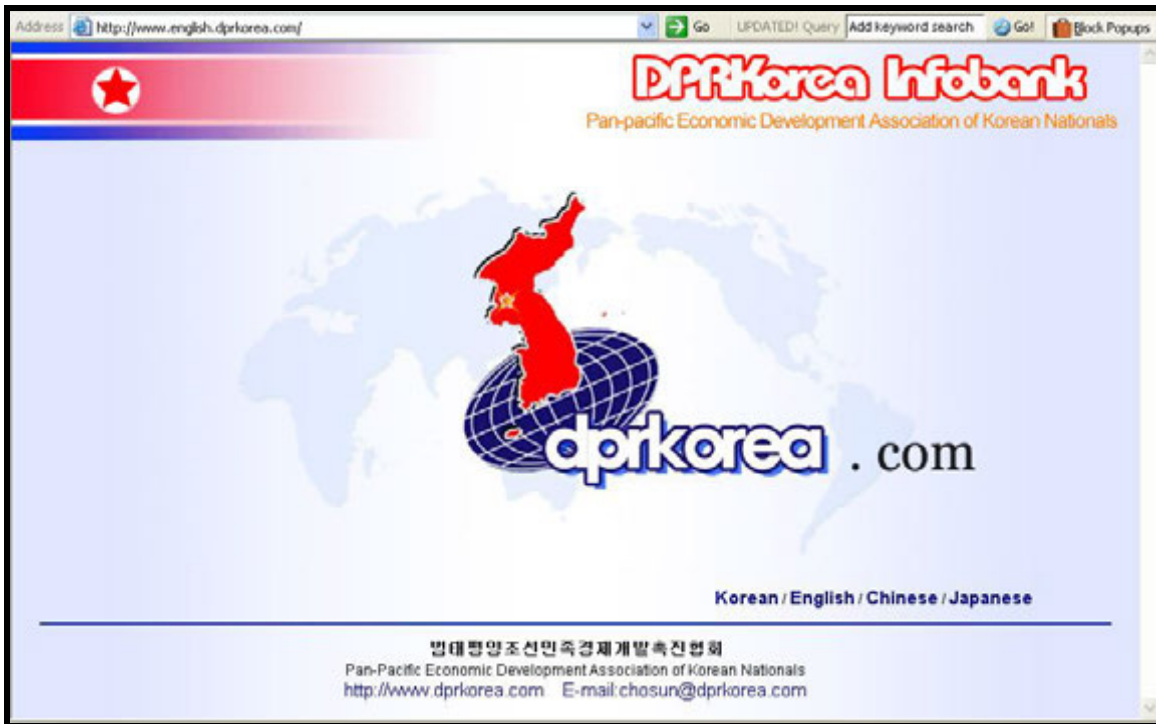 Address http://www.english.dprkorea.com/ Go UPDATED! Query Add keyword search Go! Block Popups
DPRKorea Infobank
Pan-pacific Economic Development Association of Korean Nationals
dprkorea . com
Korean / English / Chinese / Japanese
범태평양조선민족경제개발촉진협회
Pan-Pacific Economic Development Association of Korean Nationals
http://www.dprkorea.com E-mail:chosun@dprkorea.com